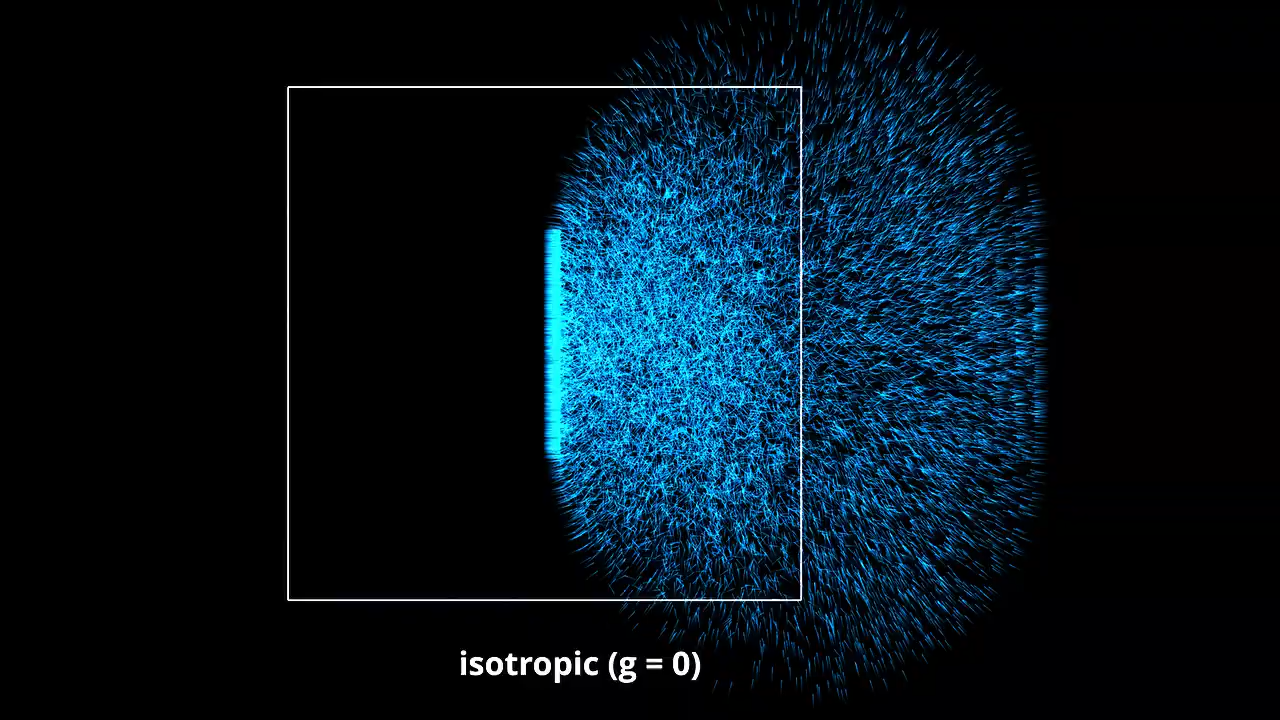 isotropic (g = 0)